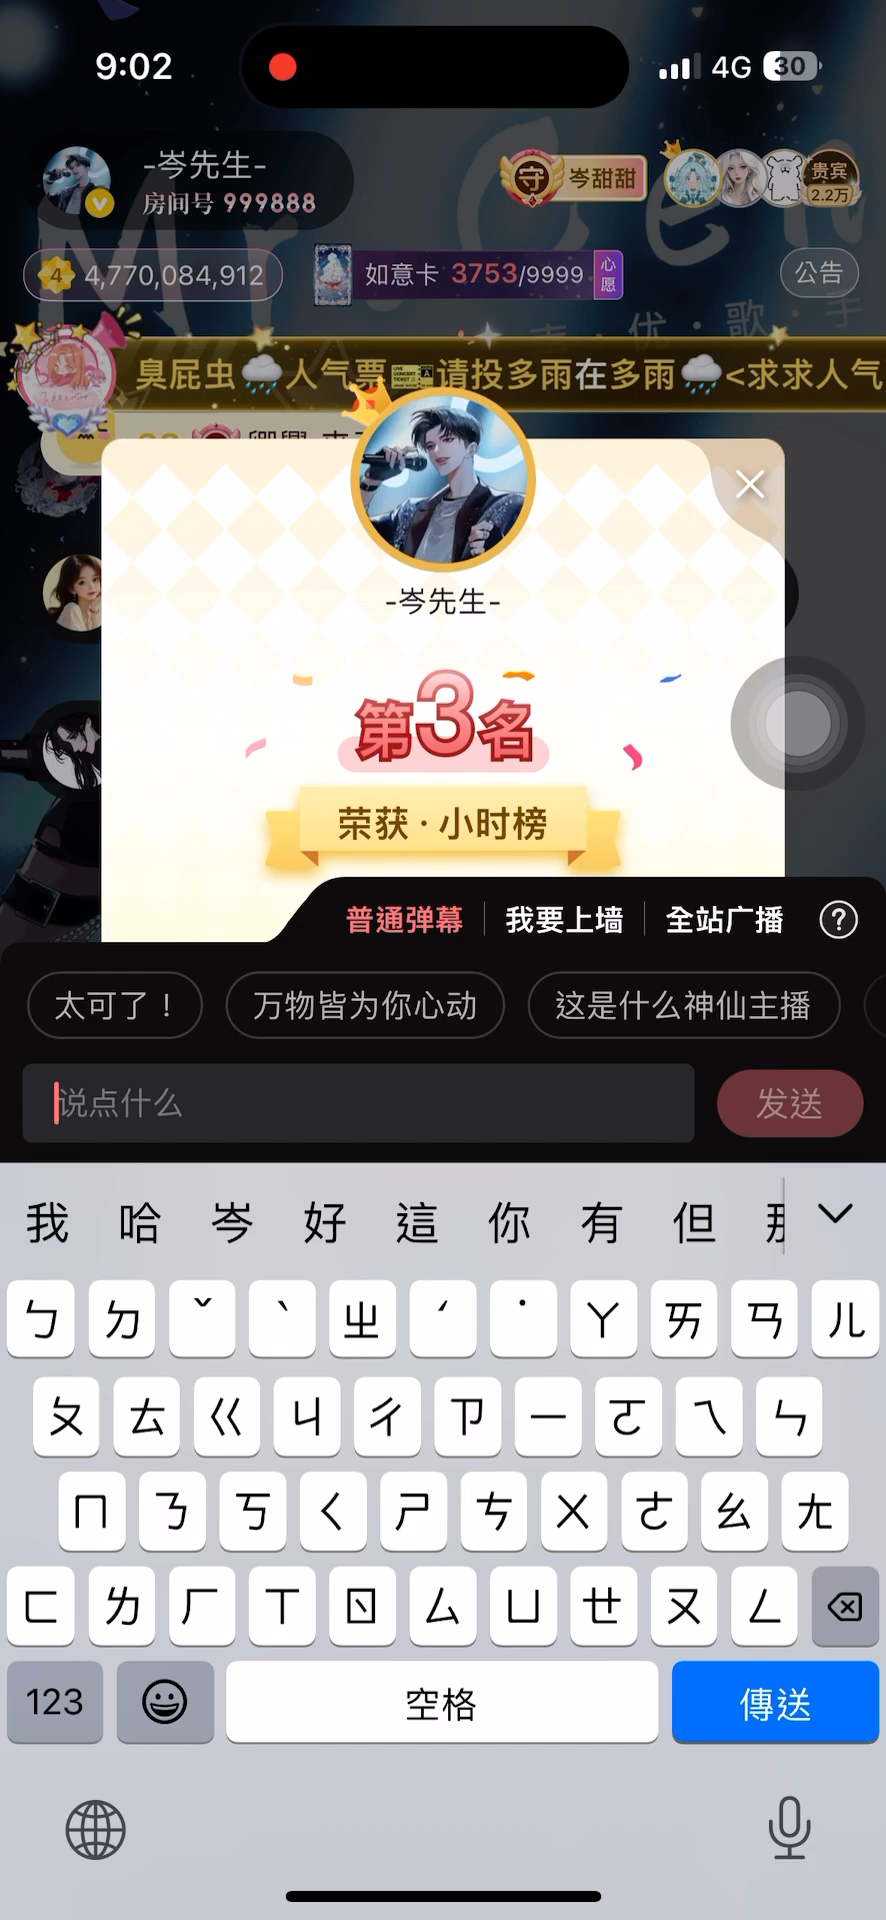 9:02 4G 30
-岑先生-
房间号 999888
守 岑甜甜
贵宾
2.2万
4 4,770,084,912
如意卡 3753/9999
心愿
公告
臭屁虫🌧人气票 请投多雨在多雨🌧<求求人气
-岑先生-
第3名
荣获·小时榜
普通弹幕 我要上墙 全站广播 ?
太可了！ 万物皆为你心动 这是什么神仙主播
说点什么 发送
我 哈 岑 好 這 你 有 但
ㄅ ㄉ ˇ ˋ ㄓ ˊ ˙ ㄚ ㄞ ㄢ ㄦ
ㄆ ㄊ ㄍ ㄐ ㄔ ㄗ ㄧ ㄛ ㄟ ㄣ
ㄇ ㄋ ㄎ ㄑ ㄕ ㄘ ㄨ ㄜ ㄠ ㄤ
ㄈ ㄌ ㄏ ㄒ ㄖ ㄙ ㄩ ㄝ ㄡ ㄥ
123 空格 傳送